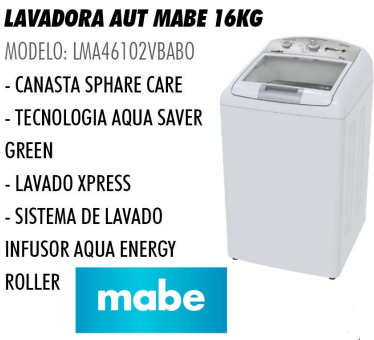 LAVADORA AUT MABE 16KG
MODELO: LMA46102VBABO
- CANASTA SPHARE CARE
- TECNOLOGIA AQUA SAVER
GREEN
- LAVADO XPRESS
- SISTEMA DE LAVADO
INFUSOR AQUA ENERGY
ROLLER
mabe